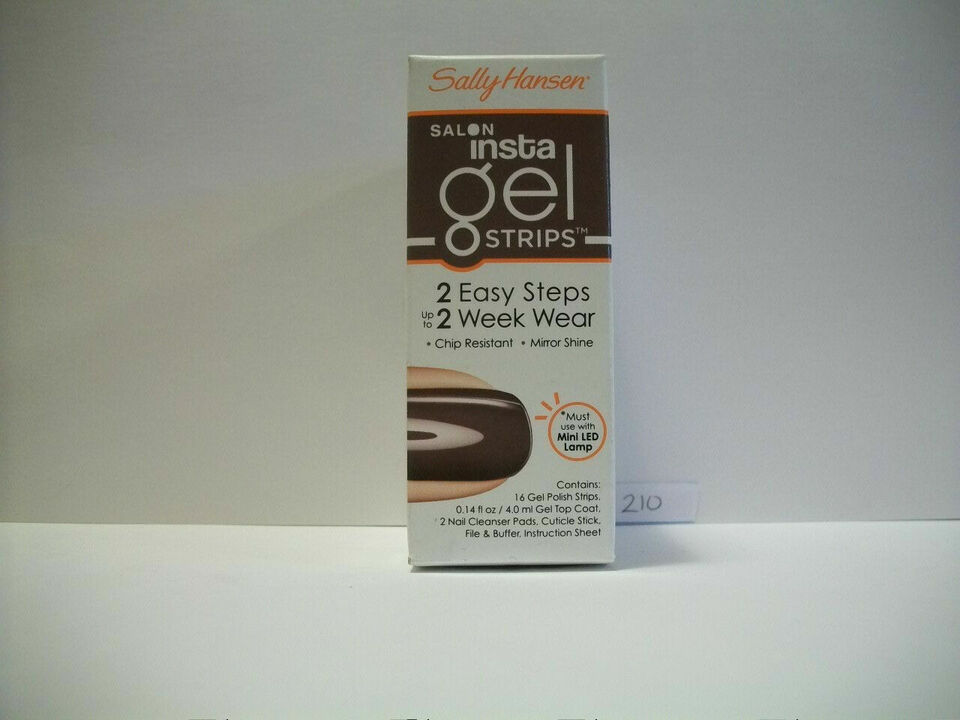 Sally Hansen®
SALON
insta
gel
STRIPS™
2 Easy Steps
Up to 2 Week Wear
• Chip Resistant • Mirror Shine
*Must
use with
Mini LED
Lamp
Contains:
16 Gel Polish Strips,
0.14 fl oz / 4.0 ml Gel Top Coat,
2 Nail Cleanser Pads, Cuticle Stick,
File & Buffer, Instruction Sheet
210